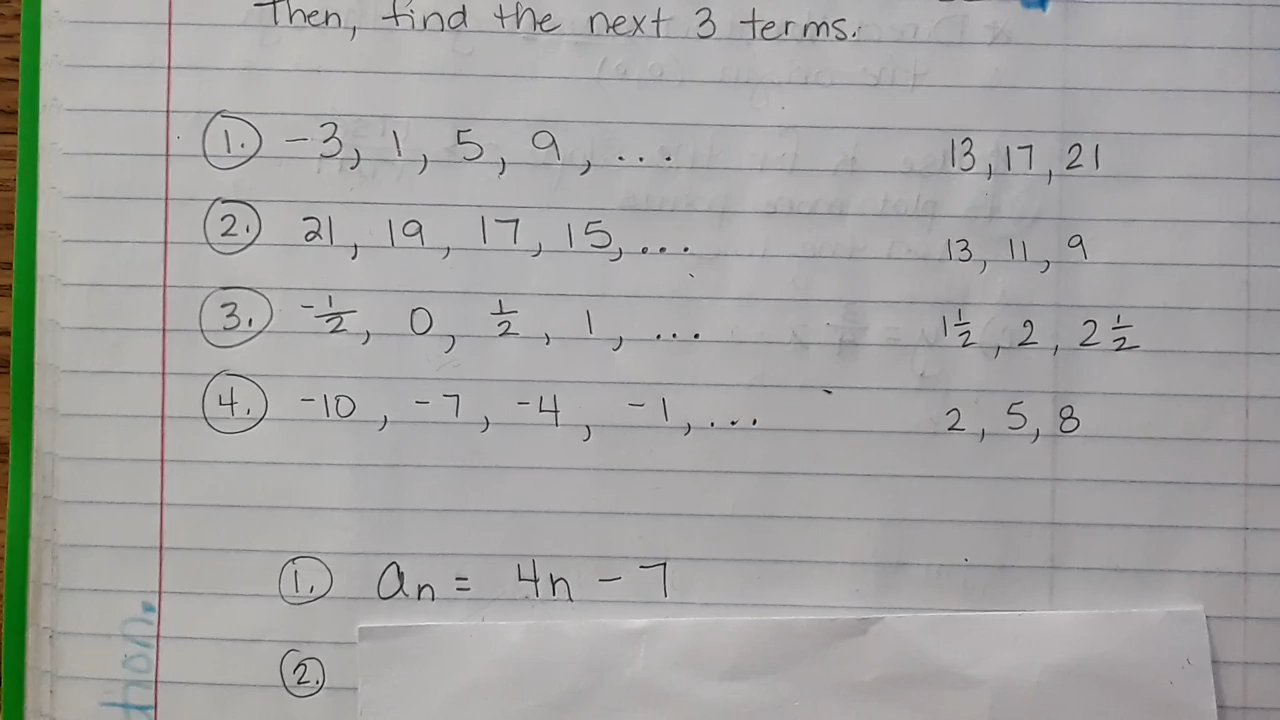 Then, find the next 3 terms.
1. -3, 1, 5, 9, ... 13, 17, 21
2. 21, 19, 17, 15, ... 13, 11, 9
3. -1/2, 0, 1/2, 1, ... 1 1/2, 2, 2 1/2
4. -10, -7, -4, -1, ... 2, 5, 8
1. an = 4n - 7
2.